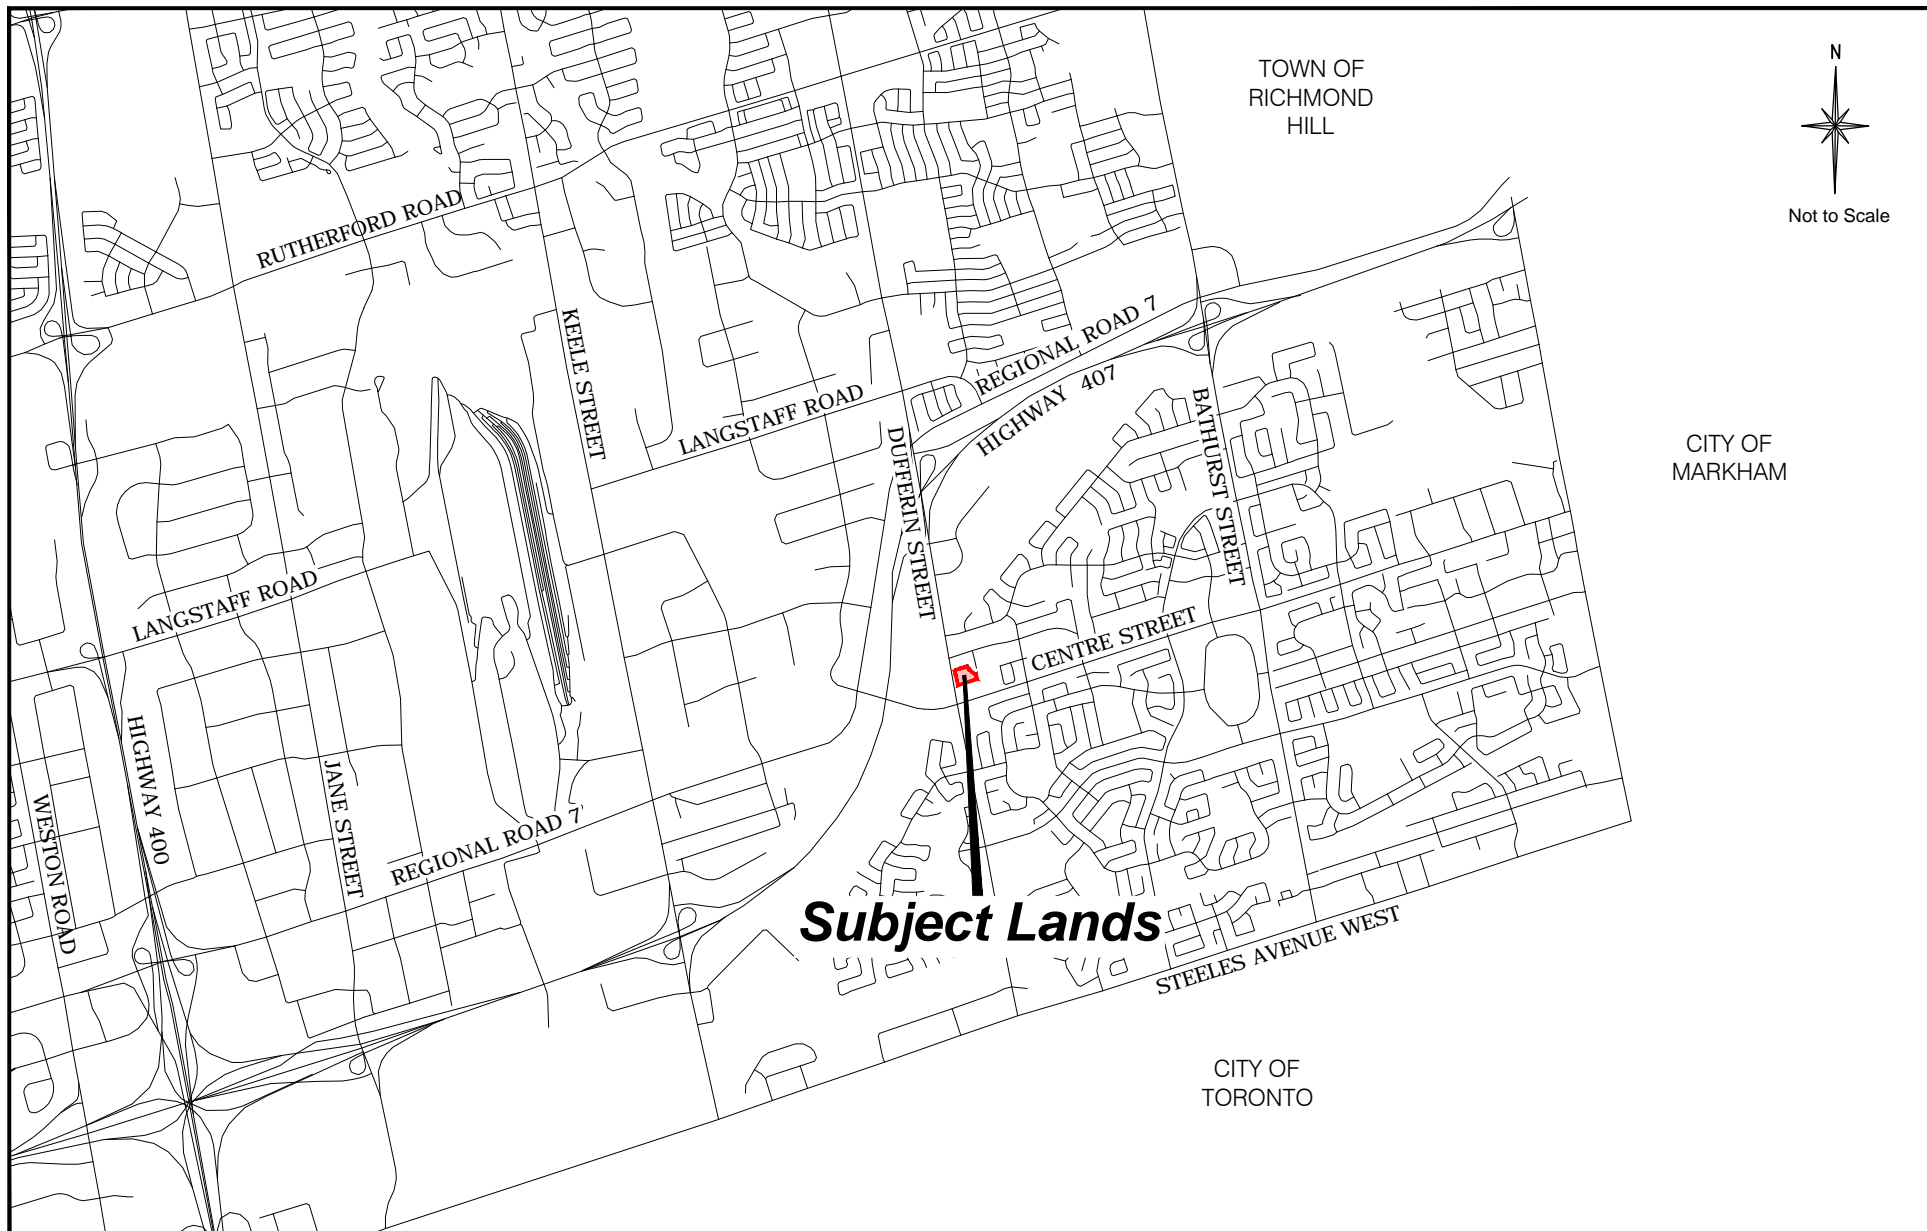 TOWN OF
RICHMOND
HILL
N
Not to Scale
RUTHERFORD ROAD
KEELE STREET
REGIONAL ROAD 7
HIGHWAY 407
LANGSTAFF ROAD
BATHURST STREET
DUFFERIN STREET
CITY OF
MARKHAM
LANGSTAFF ROAD
CENTRE STREET
HIGHWAY 400
JANE STREET
WESTON ROAD
REGIONAL ROAD 7
Subject Lands
STEELES AVENUE WEST
CITY OF
TORONTO